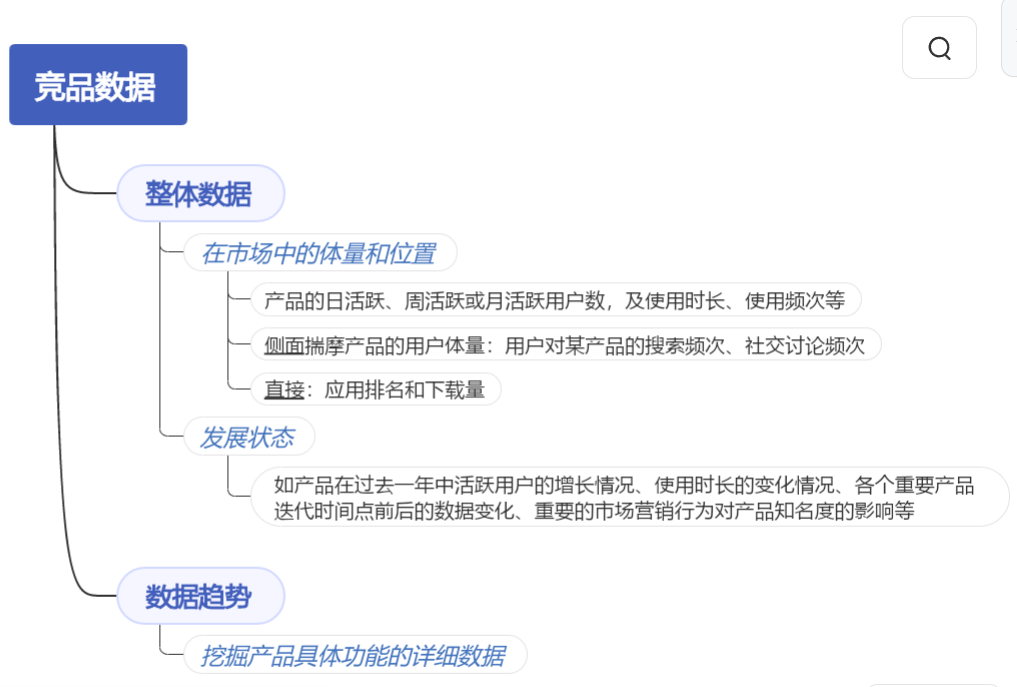 竞品数据
整体数据
在市场中的体量和位置
产品的日活跃、周活跃或月活跃用户数，及使用时长、使用频次等
侧面揣摩产品的用户体量：用户对某产品的搜索频次、社交讨论频次
直接：应用排名和下载量
发展状态
如产品在过去一年中活跃用户的增长情况、使用时长的变化情况、各个重要产品
迭代时间点前后的数据变化、重要的市场营销行为对产品知名度的影响等
数据趋势
挖掘产品具体功能的详细数据